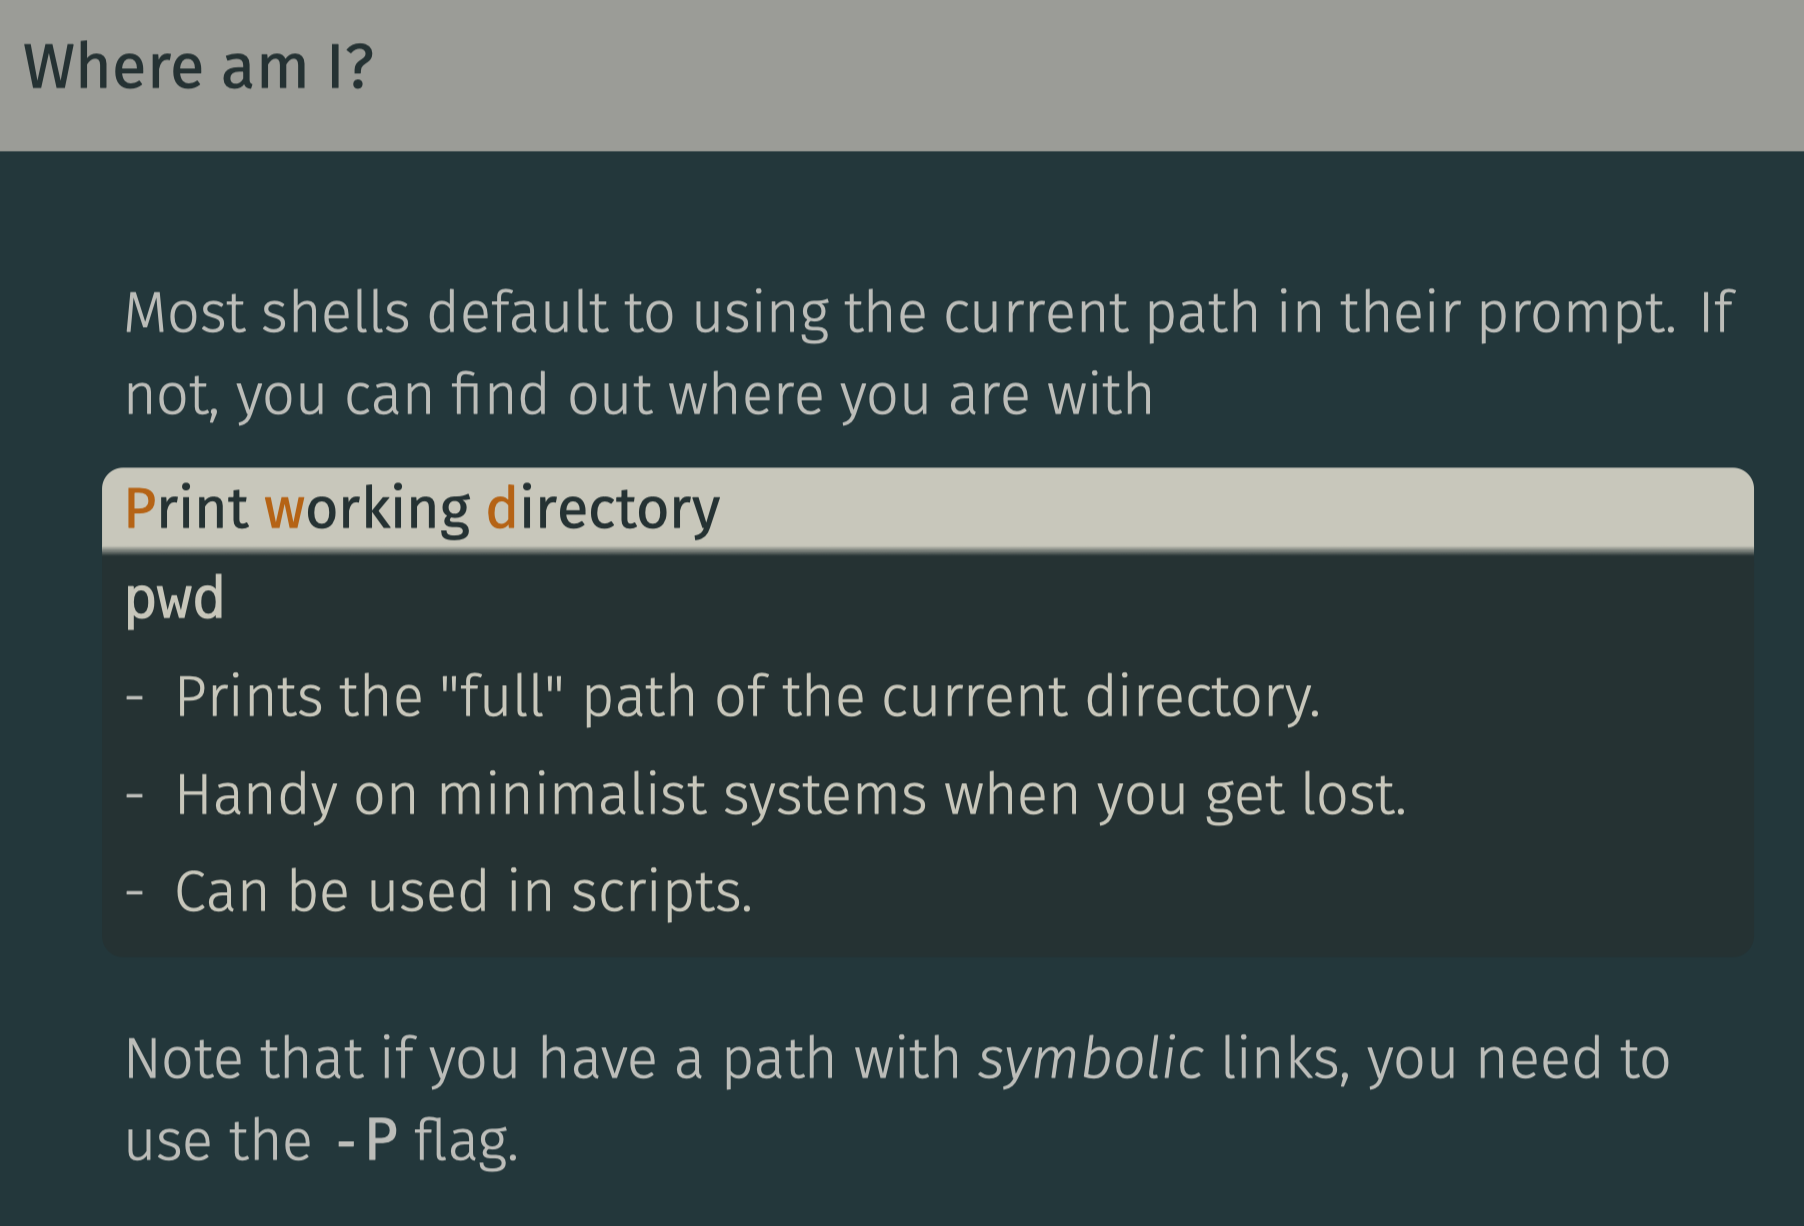 Where am I?
Most shells default to using the current path in their prompt. If
not, you can find out where you are with
Print working directory
pwd
- Prints the "full" path of the current directory.
- Handy on minimalist systems when you get lost.
- Can be used in scripts.
Note that if you have a path with symbolic links, you need to
use the -P flag.